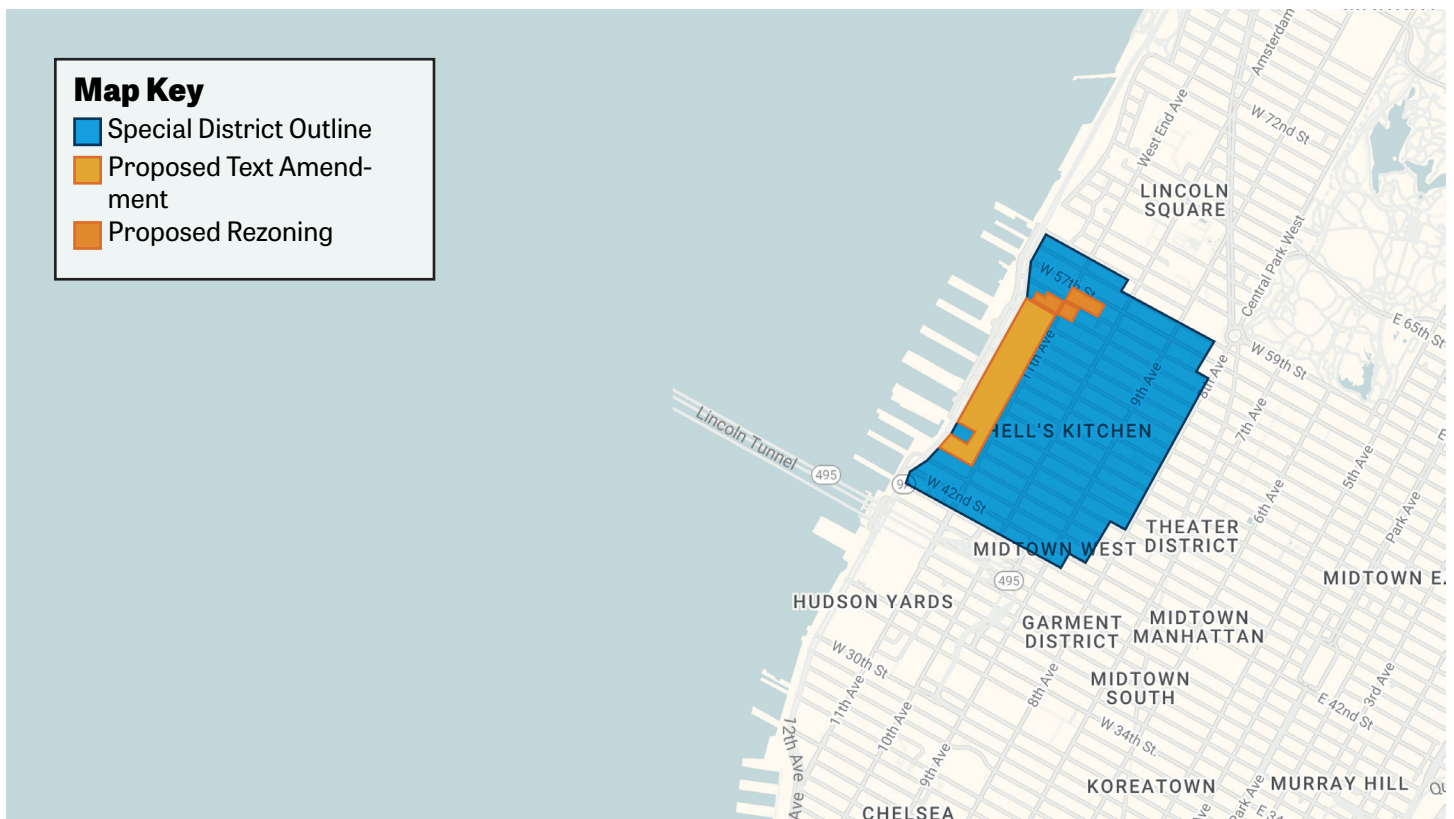 Map Key
Special District Outline
Proposed Text Amend-
ment
Proposed Rezoning
Amsterdam
West End Ave
W 72nd St
LINCOLN
SQUARE
Central Park West
W 57th St
E 65th St
W 59th St
11th Ave
9th Ave
8th Ave
7th Ave
HELL'S KITCHEN
Lincoln Tunnel
495
9A
W 42nd St
6th Ave
5th Ave
Park Ave
THEATER
DISTRICT
MIDTOWN WEST
495
MIDTOWN E
HUDSON YARDS
GARMENT
DISTRICT
MIDTOWN
MANHATTAN
W 30th St
MIDTOWN
SOUTH
8th Ave
3rd Ave
E 42nd St
11th Ave
10th Ave
W 34th St.
12th Ave
9th Ave
KOREATOWN
MURRAY HILL
Park Ave
CHELSEA